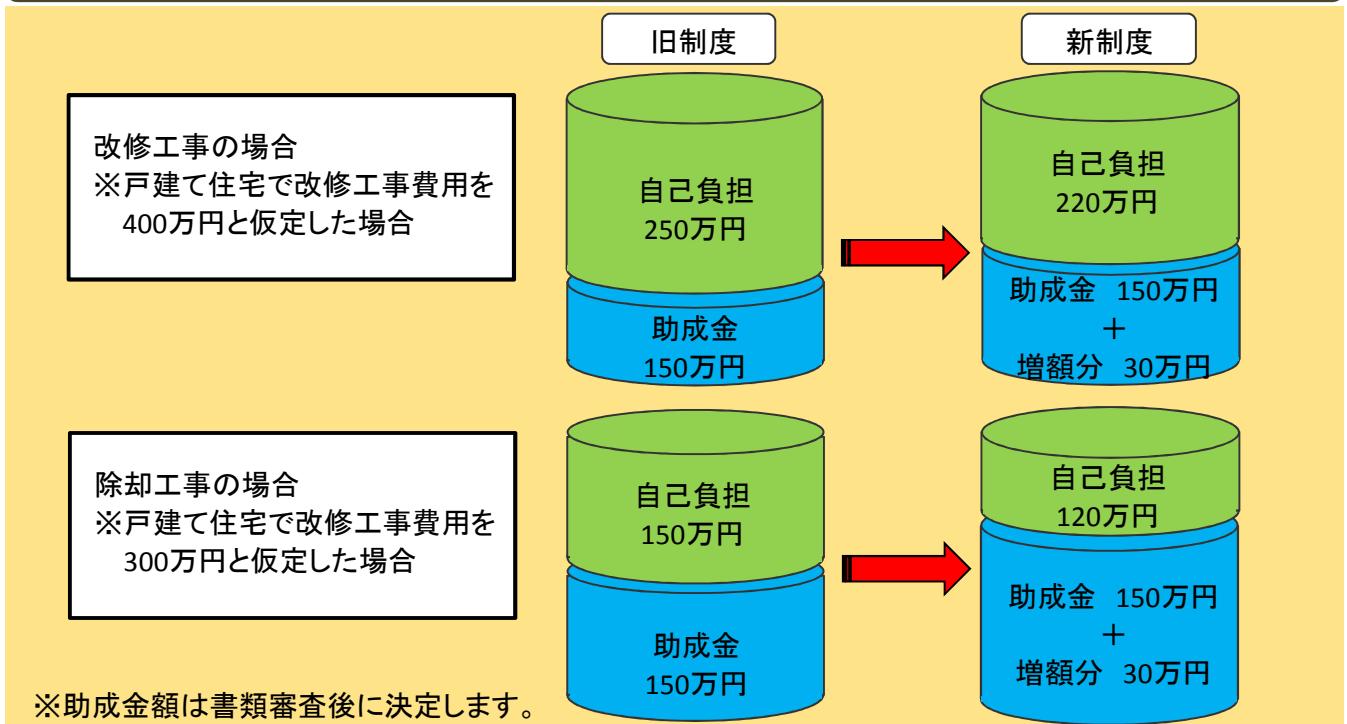 旧制度
新制度
改修工事の場合
※戸建て住宅で改修工事費用を
400万円と仮定した場合
自己負担
250万円
助成金
150万円
自己負担
220万円
助成金 150万円
+
増額分 30万円
除却工事の場合
※戸建て住宅で改修工事費用を
300万円と仮定した場合
自己負担
150万円
助成金
150万円
自己負担
120万円
助成金 150万円
+
増額分 30万円
※助成金額は書類審査後に決定します。